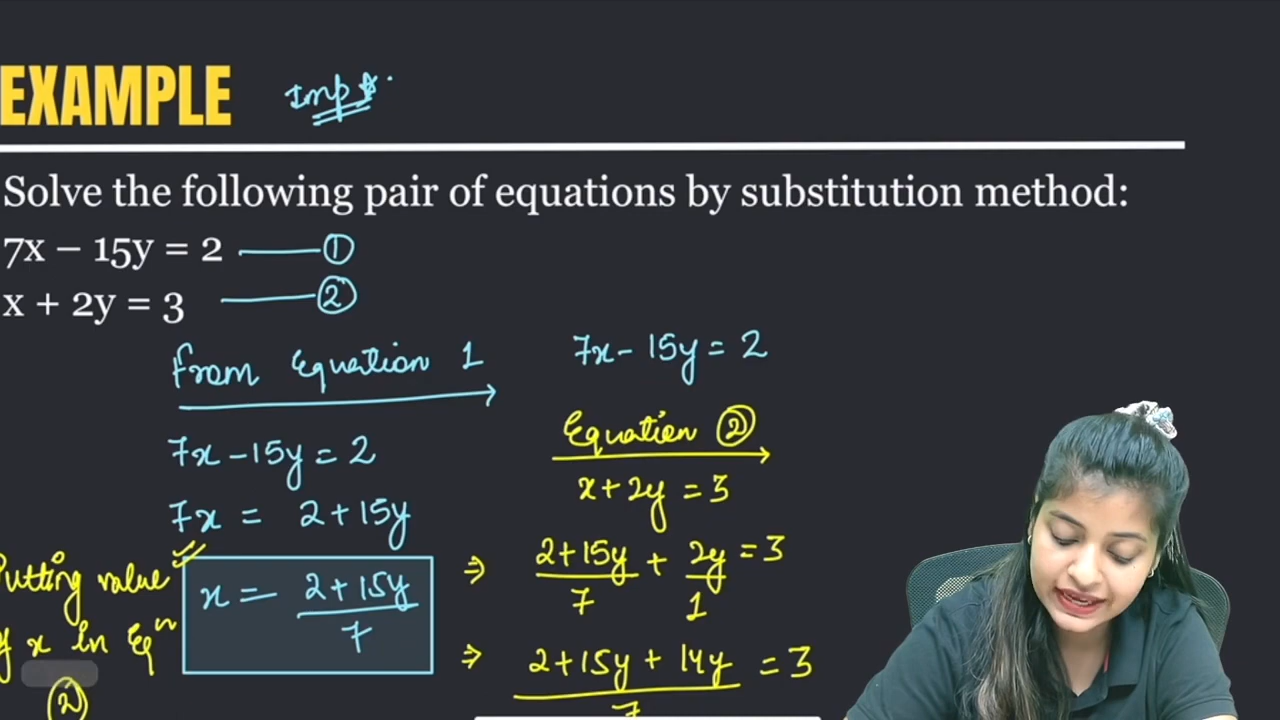 EXAMPLE Imp
Solve the following pair of equations by substitution method:
7x – 15y = 2 ——— ①
x + 2y = 3 ——— ②
From Equation 1
7x – 15y = 2
7x = 2 + 15y
x = (2 + 15y)/7
Putting value
x in Eqⁿ
②
7x – 15y = 2
Equation ②
x + 2y = 3
⇒ (2 + 15y)/7 + 2y/1 = 3
⇒ (2 + 15y + 14y)/7 = 3